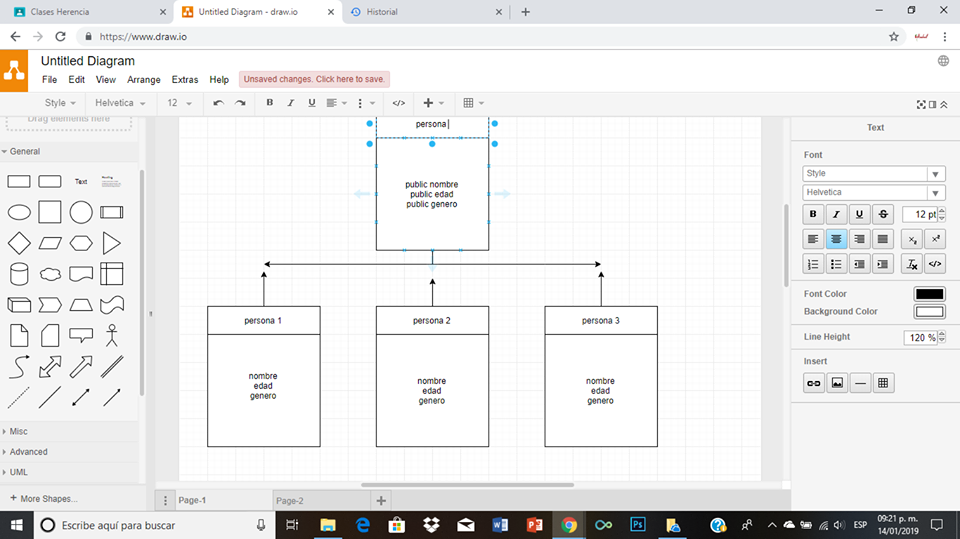 Clases Herencia
Untitled Diagram - draw.io
Historial
https://www.draw.io
Untitled Diagram
File Edit View Arrange Extras Help
Unsaved changes. Click here to save.
Style
Helvetica
12
B I U
Drag elements here
General
Text
Heading
Misc
Advanced
UML
+ More Shapes...
persona
public nombre
public edad
public genero
persona 1
nombre
edad
genero
persona 2
nombre
edad
genero
persona 3
nombre
edad
genero
Page-1
Page-2
Text
Font
Style
Helvetica
B I U S
12 pt
Font Color
Background Color
Line Height
120 %
Insert
Escribe aquí para buscar
ESP
09:21 p. m.
14/01/2019